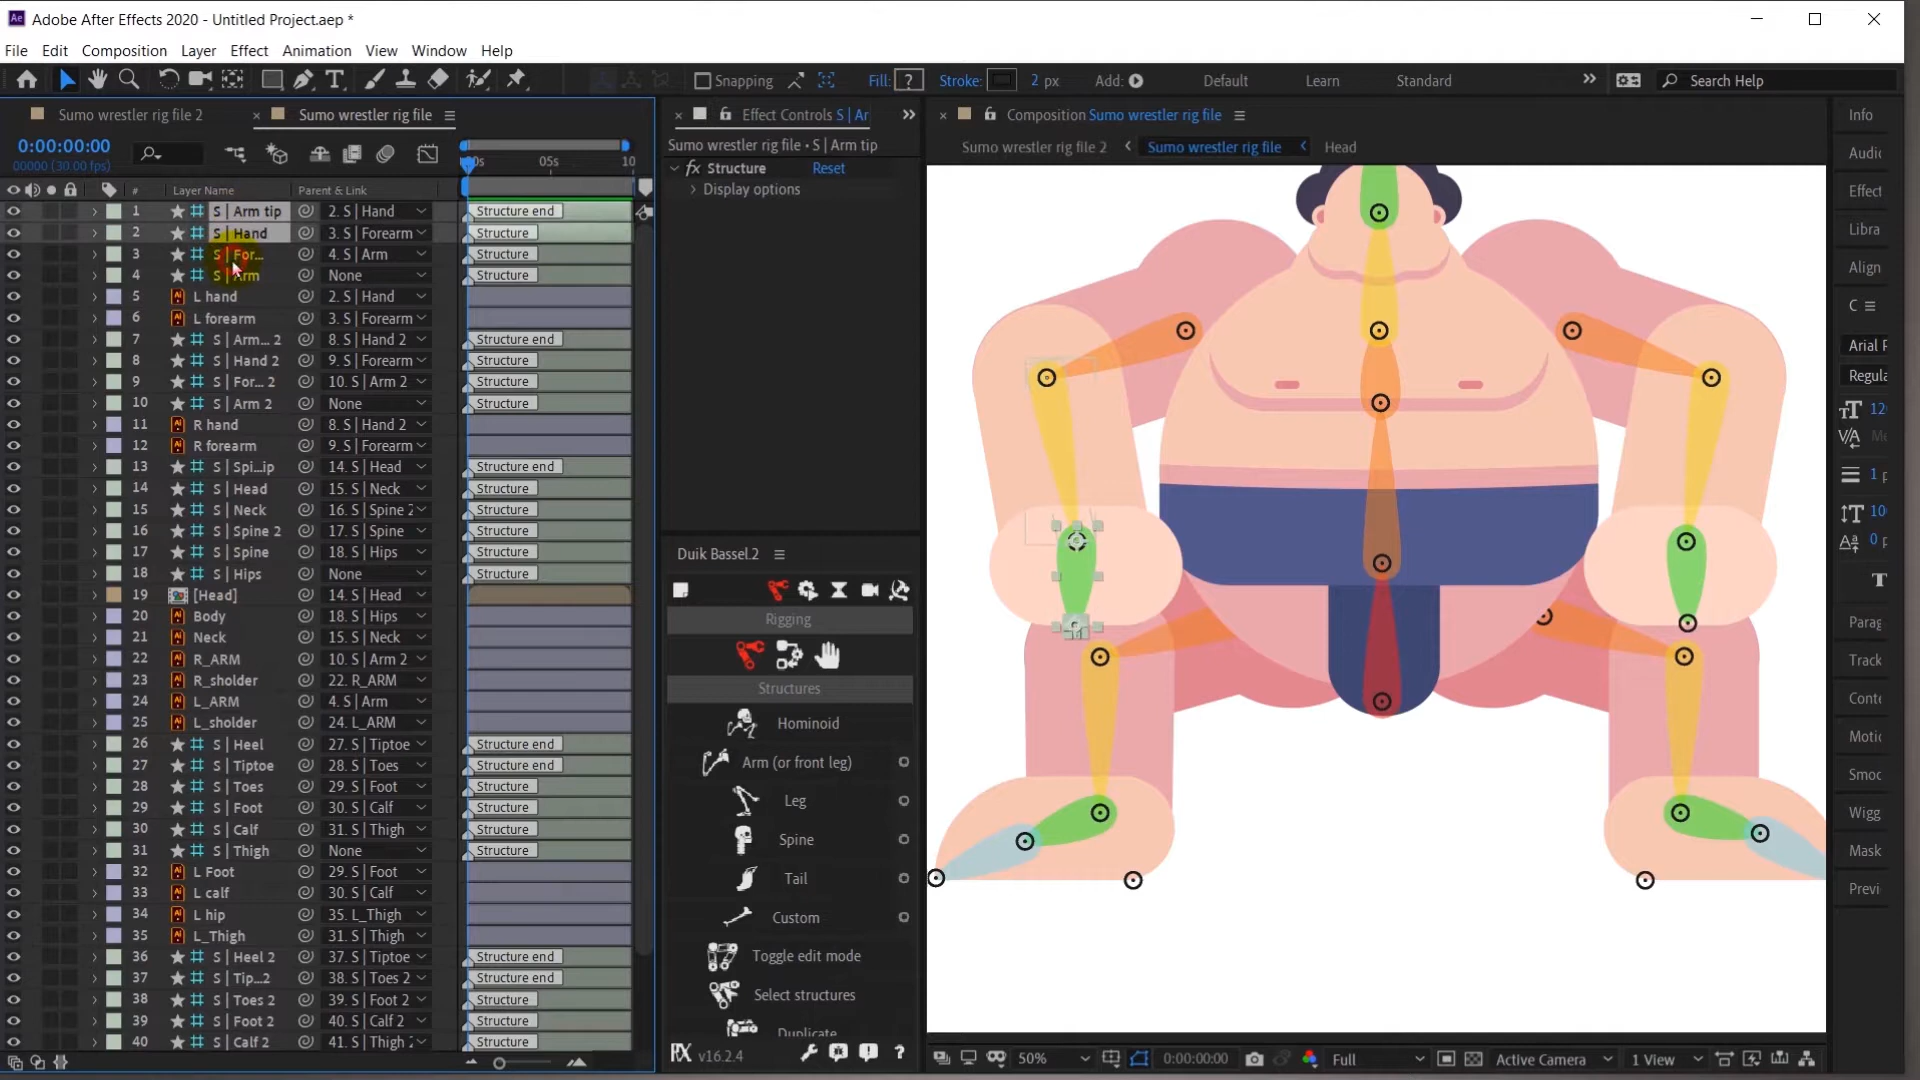 Adobe After Effects 2020 - Untitled Project.aep *
File Edit Composition Layer Effect Animation View Window Help
Snapping Fill: ? Stroke: 2 px Add: Default Learn Standard Search Help
Sumo wrestler rig file 2 Sumo wrestler rig file
0:00:00:00
00000 (30.00 fps)
05s 10
# Layer Name Parent & Link
1 S | Arm tip 2. S | Hand Structure end
2 S | Hand 3. S | Forearm Structure
3 S | For... 4. S | Arm Structure
4 S | Arm None Structure
5 L hand 2. S | Hand
6 L forearm 3. S | Forearm
7 S | Arm... 2 8. S | Hand 2 Structure end
8 S | Hand 2 9. S | Forearm Structure
9 S | For... 2 10. S | Arm 2 Structure
10 S | Arm 2 None Structure
11 R hand 8. S | Hand 2
12 R forearm 9. S | Forearm
13 S | Spi...ip 14. S | Head Structure end
14 S | Head 15. S | Neck Structure
15 S | Neck 16. S | Spine 2 Structure
16 S | Spine 2 17. S | Spine Structure
17 S | Spine 18. S | Hips Structure
18 S | Hips None Structure
19 [Head] 14. S | Head
20 Body 18. S | Hips
21 Neck 15. S | Neck
22 R_ARM 10. S | Arm 2
23 R_sholder 22. R_ARM
24 L_ARM 4. S | Arm
25 L_sholder 24. L_ARM
26 S | Heel 27. S | Tiptoe Structure end
27 S | Tiptoe 28. S | Toes Structure end
28 S | Toes 29. S | Foot Structure
29 S | Foot 30. S | Calf Structure
30 S | Calf 31. S | Thigh Structure
31 S | Thigh None Structure
32 L Foot 29. S | Foot
33 L calf 30. S | Calf
34 L hip 35. L_Thigh
35 L_Thigh 31. S | Thigh
36 S | Heel 2 37. S | Tiptoe Structure end
37 S | Tip...2 38. S | Toes 2 Structure end
38 S | Toes 2 39. S | Foot 2 Structure
39 S | Foot 2 40. S | Calf 2 Structure
40 S | Calf 2 41. S | Thigh Structure
Effect Controls S | Ar
Sumo wrestler rig file • S | Arm tip
fx Structure Reset
Display options
Duik Bassel.2
Rigging
Structures
Hominoid
Arm (or front leg)
Leg
Spine
Tail
Custom
Toggle edit mode
Select structures
Duplicate
v16.2.4 ?
Composition Sumo wrestler rig file
Sumo wrestler rig file 2 Sumo wrestler rig file Head
50% 0:00:00:00 Full Active Camera 1 View
Info
Audi
Effect
Libra
Align
C
Arial
Regula
12
1
10
0
T
Parag
Track
Conte
Motio
Smoo
Wigg
Mask
Previ